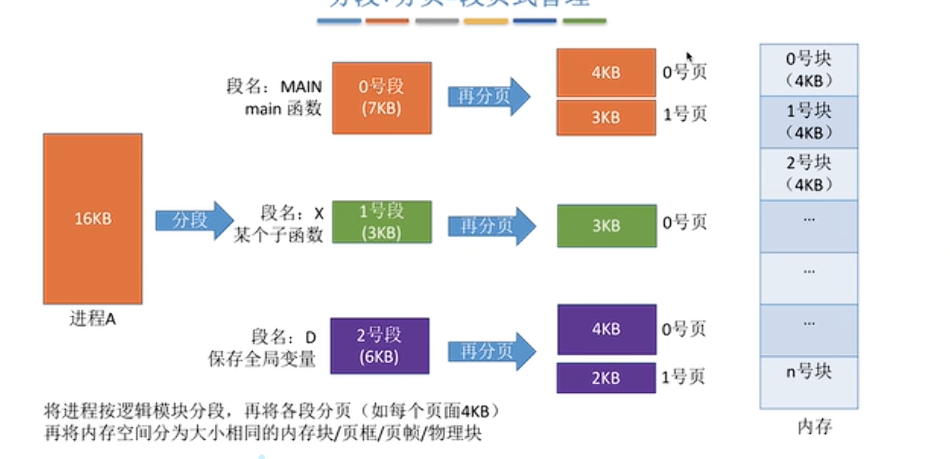 段名：MAIN
main 函数
0号段
(7KB)
再分页
4KB
0号页
3KB
1号页
16KB
进程A
分段
段名：X
某个子函数
1号段
(3KB)
再分页
3KB
0号页
段名：D
保存全局变量
2号段
(6KB)
再分页
4KB
0号页
2KB
1号页
0号块
（4KB）
1号块
（4KB）
2号块
（4KB）
...
...
...
n号块
内存
将进程按逻辑模块分段，再将各段分页（如每个页面4KB）
再将内存空间分为大小相同的内存块/页框/页帧/物理块